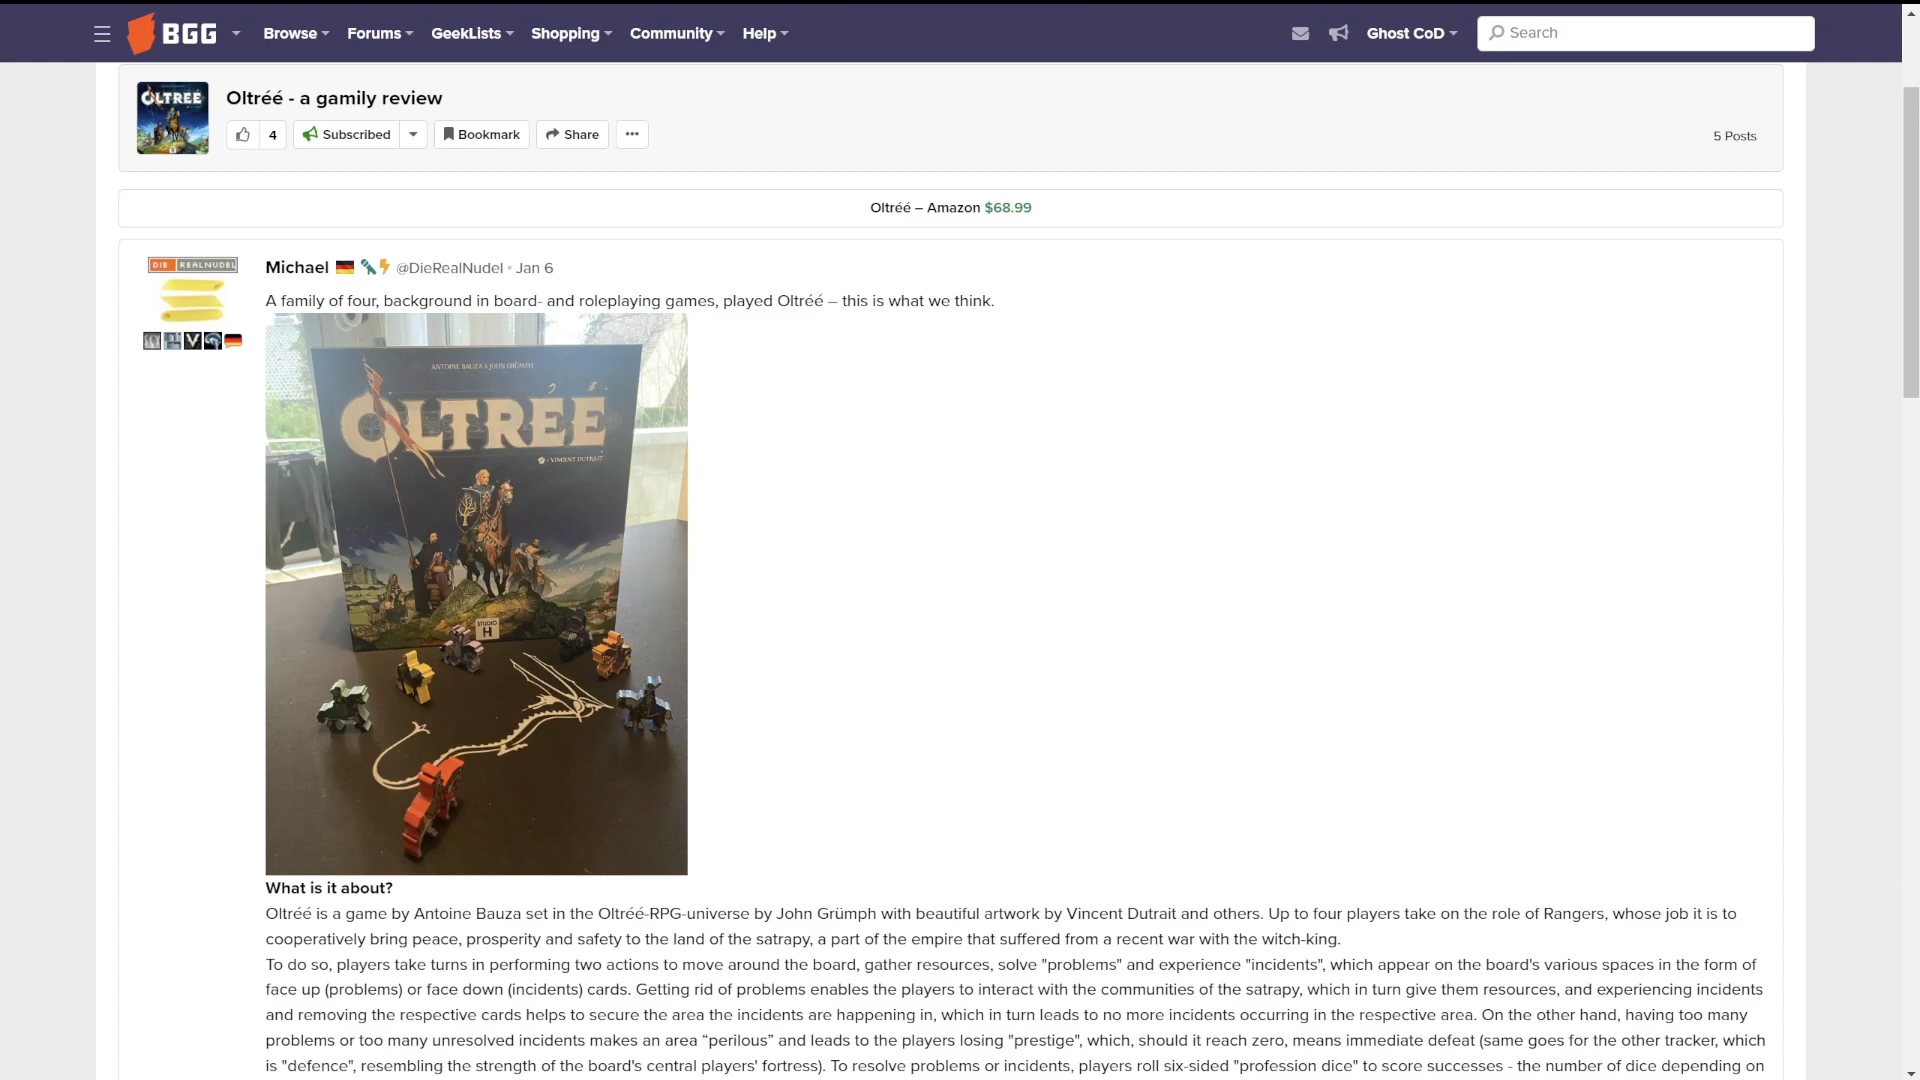 BGG Browse Forums GeekLists Shopping Community Help Ghost CoD Search
OLTRÉÉ
Oltréé - a gamily review
4 Subscribed Bookmark Share
5 Posts
Oltréé – Amazon $68.99
DIE REALNUDEL
Michael @DieRealNudel • Jan 6
A family of four, background in board- and roleplaying games, played Oltréé – this is what we think.
ANTOINE BAUZA & JOHN GRÜMPH
OLTRÉÉ
VINCENT DUTRAIT
STUDIO
H
What is it about?
Oltréé is a game by Antoine Bauza set in the Oltréé-RPG-universe by John Grümph with beautiful artwork by Vincent Dutrait and others. Up to four players take on the role of Rangers, whose job it is to
cooperatively bring peace, prosperity and safety to the land of the satrapy, a part of the empire that suffered from a recent war with the witch-king.
To do so, players take turns in performing two actions to move around the board, gather resources, solve "problems" and experience "incidents", which appear on the board's various spaces in the form of
face up (problems) or face down (incidents) cards. Getting rid of problems enables the players to interact with the communities of the satrapy, which in turn give them resources, and experiencing incidents
and removing the respective cards helps to secure the area the incidents are happening in, which in turn leads to no more incidents occurring in the respective area. On the other hand, having too many
problems or too many unresolved incidents makes an area “perilous” and leads to the players losing "prestige", which, should it reach zero, means immediate defeat (same goes for the other tracker, which
is "defence", resembling the strength of the board's central players' fortress). To resolve problems or incidents, players roll six-sided "profession dice" to score successes - the number of dice depending on